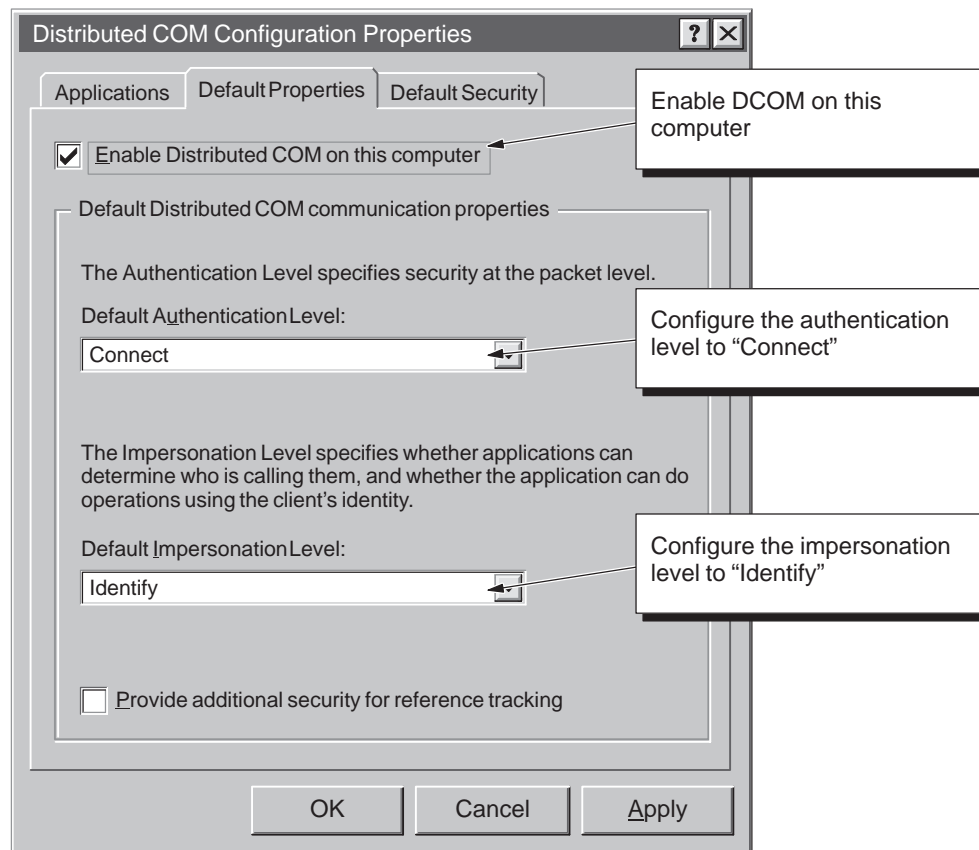 Distributed COM Configuration Properties
Applications
Default Properties
Default Security
Enable DCOM on this
computer
Enable Distributed COM on this computer
Default Distributed COM communication properties
The Authentication Level specifies security at the packet level.
Default Authentication Level:
Connect
Configure the authentication
level to “Connect”
The Impersonation Level specifies whether applications can
determine who is calling them, and whether the application can do
operations using the client’s identity.
Default Impersonation Level:
Identify
Configure the impersonation
level to “Identify”
Provide additional security for reference tracking
OK
Cancel
Apply